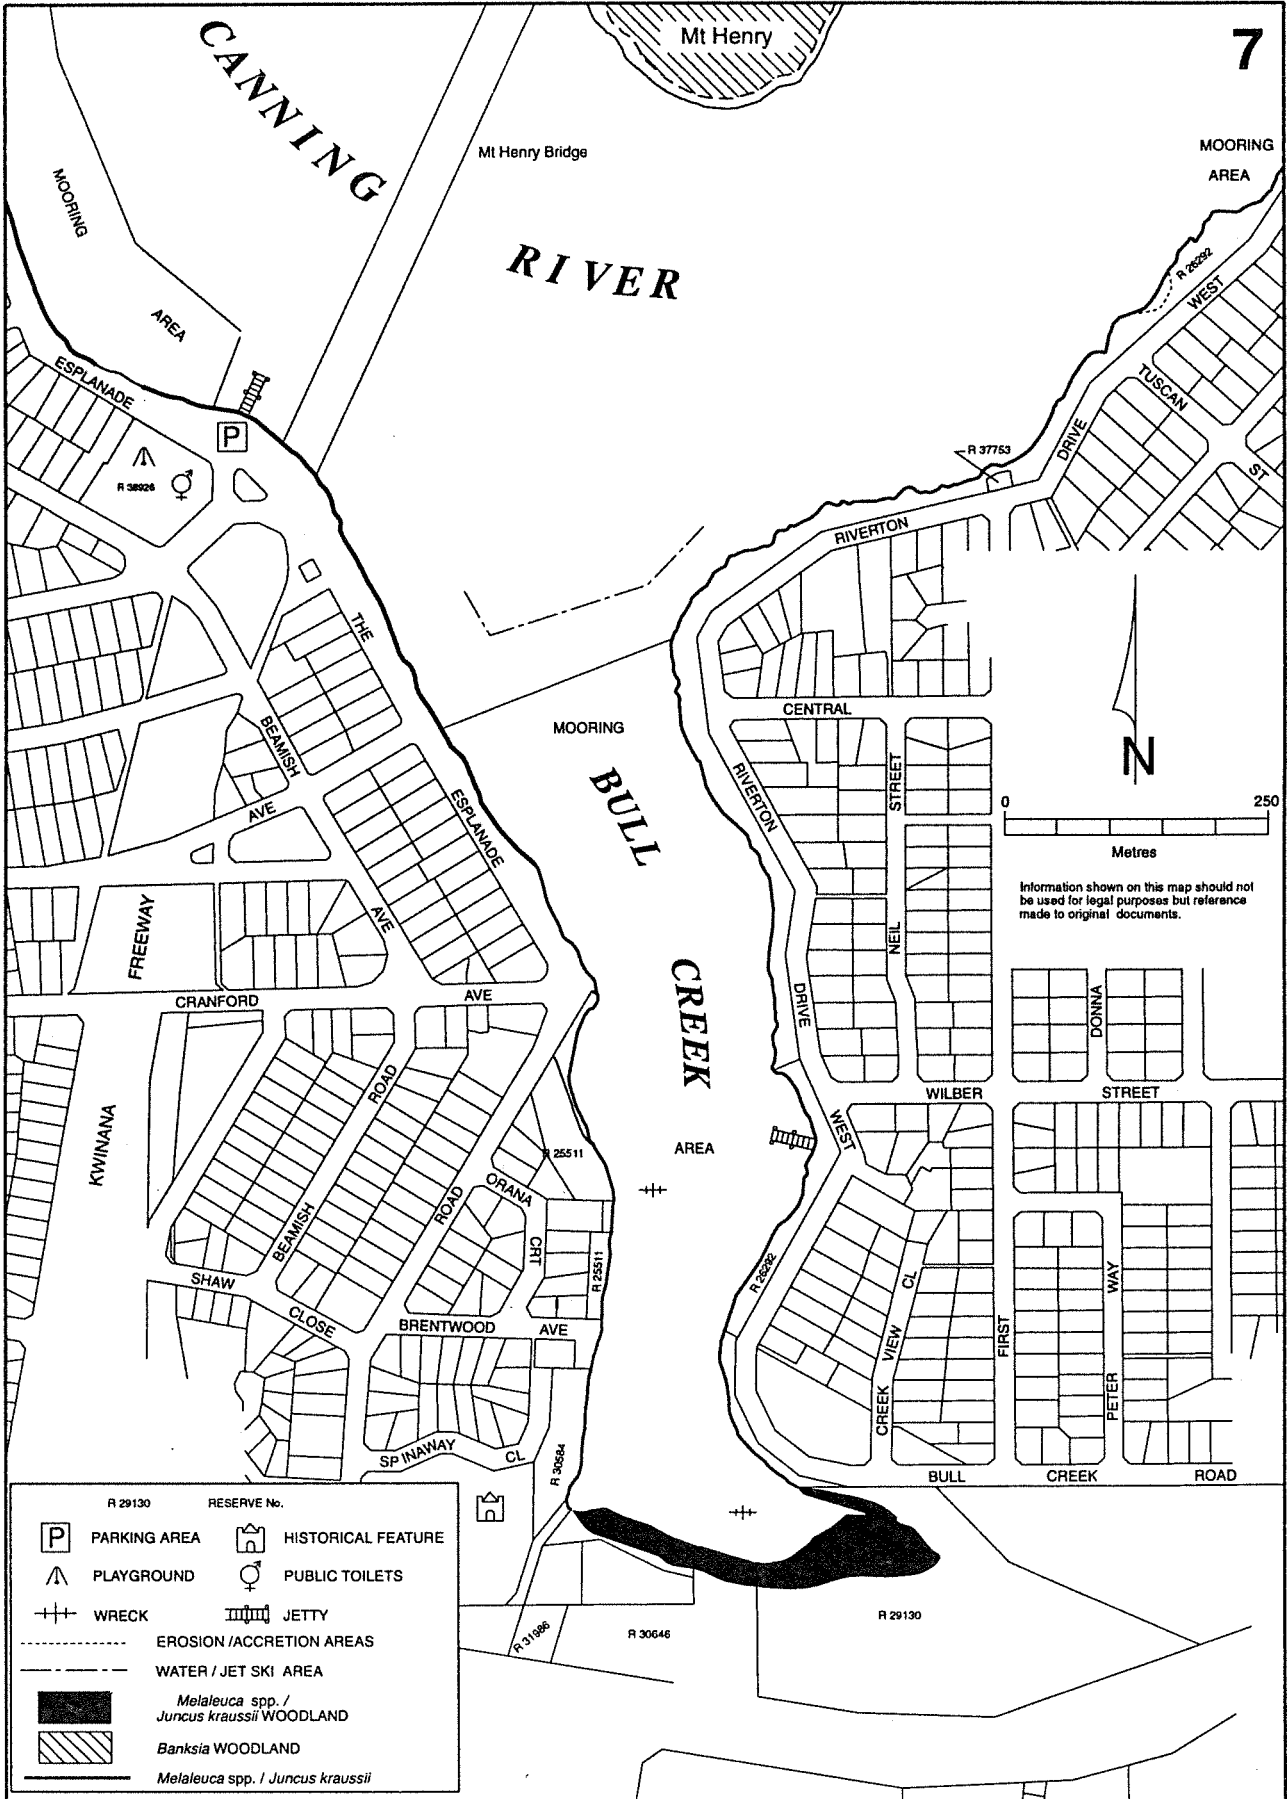 7
Mt Henry
CANNING
RIVER
Mt Henry Bridge
MOORING
AREA
MOORING
AREA
R 26292
WEST
TUSCAN
ST
DRIVE
R 37753
RIVERTON
ESPLANADE
P
R 38926
THE
ESPLANADE
BEAMISH
AVE
AVE
MOORING
BULL
CREEK
AREA
CENTRAL
RIVERTON
DRIVE
WEST
STREET
NEIL
N
0 250
Metres
Information shown on this map should not
be used for legal purposes but reference
made to original documents.
FREEWAY
KWINANA
CRANFORD AVE
DONNA
WILBER STREET
ROAD
BEAMISH
ROAD
R 25511
ORANA
CRT
R 25511
SHAW
CLOSE
BRENTWOOD AVE
SPINAWAY CL
R 30584
R 26292
CREEK VIEW CL
FIRST
PETER WAY
BULL CREEK ROAD
R 29130
R 30646
R 31986
R 29130 RESERVE No.
P PARKING AREA HISTORICAL FEATURE
PLAYGROUND PUBLIC TOILETS
WRECK JETTY
EROSION / ACCRETION AREAS
WATER / JET SKI AREA
Melaleuca spp. /
Juncus kraussii WOODLAND
Banksia WOODLAND
Melaleuca spp. / Juncus kraussii